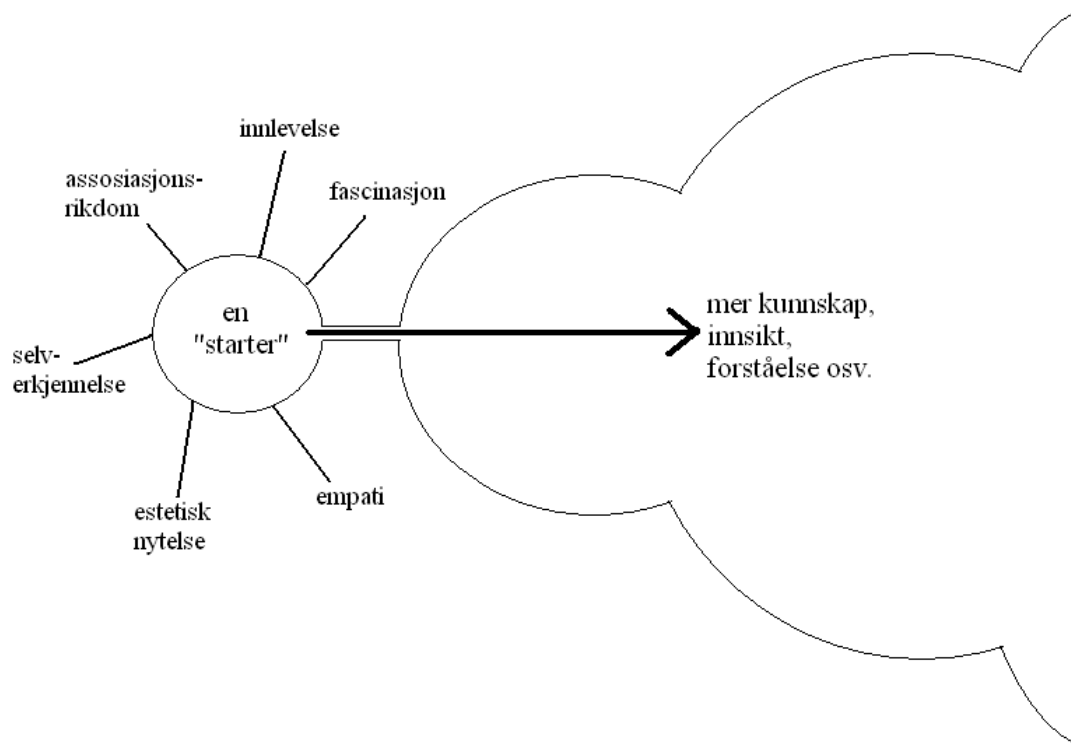 innlevelse
assosiasjons-
rikdom
fascinasjon
en
"starter"
mer kunnskap,
innsikt,
forståelse osv.
selv-
erkjennelse
empati
estetisk
nytelse